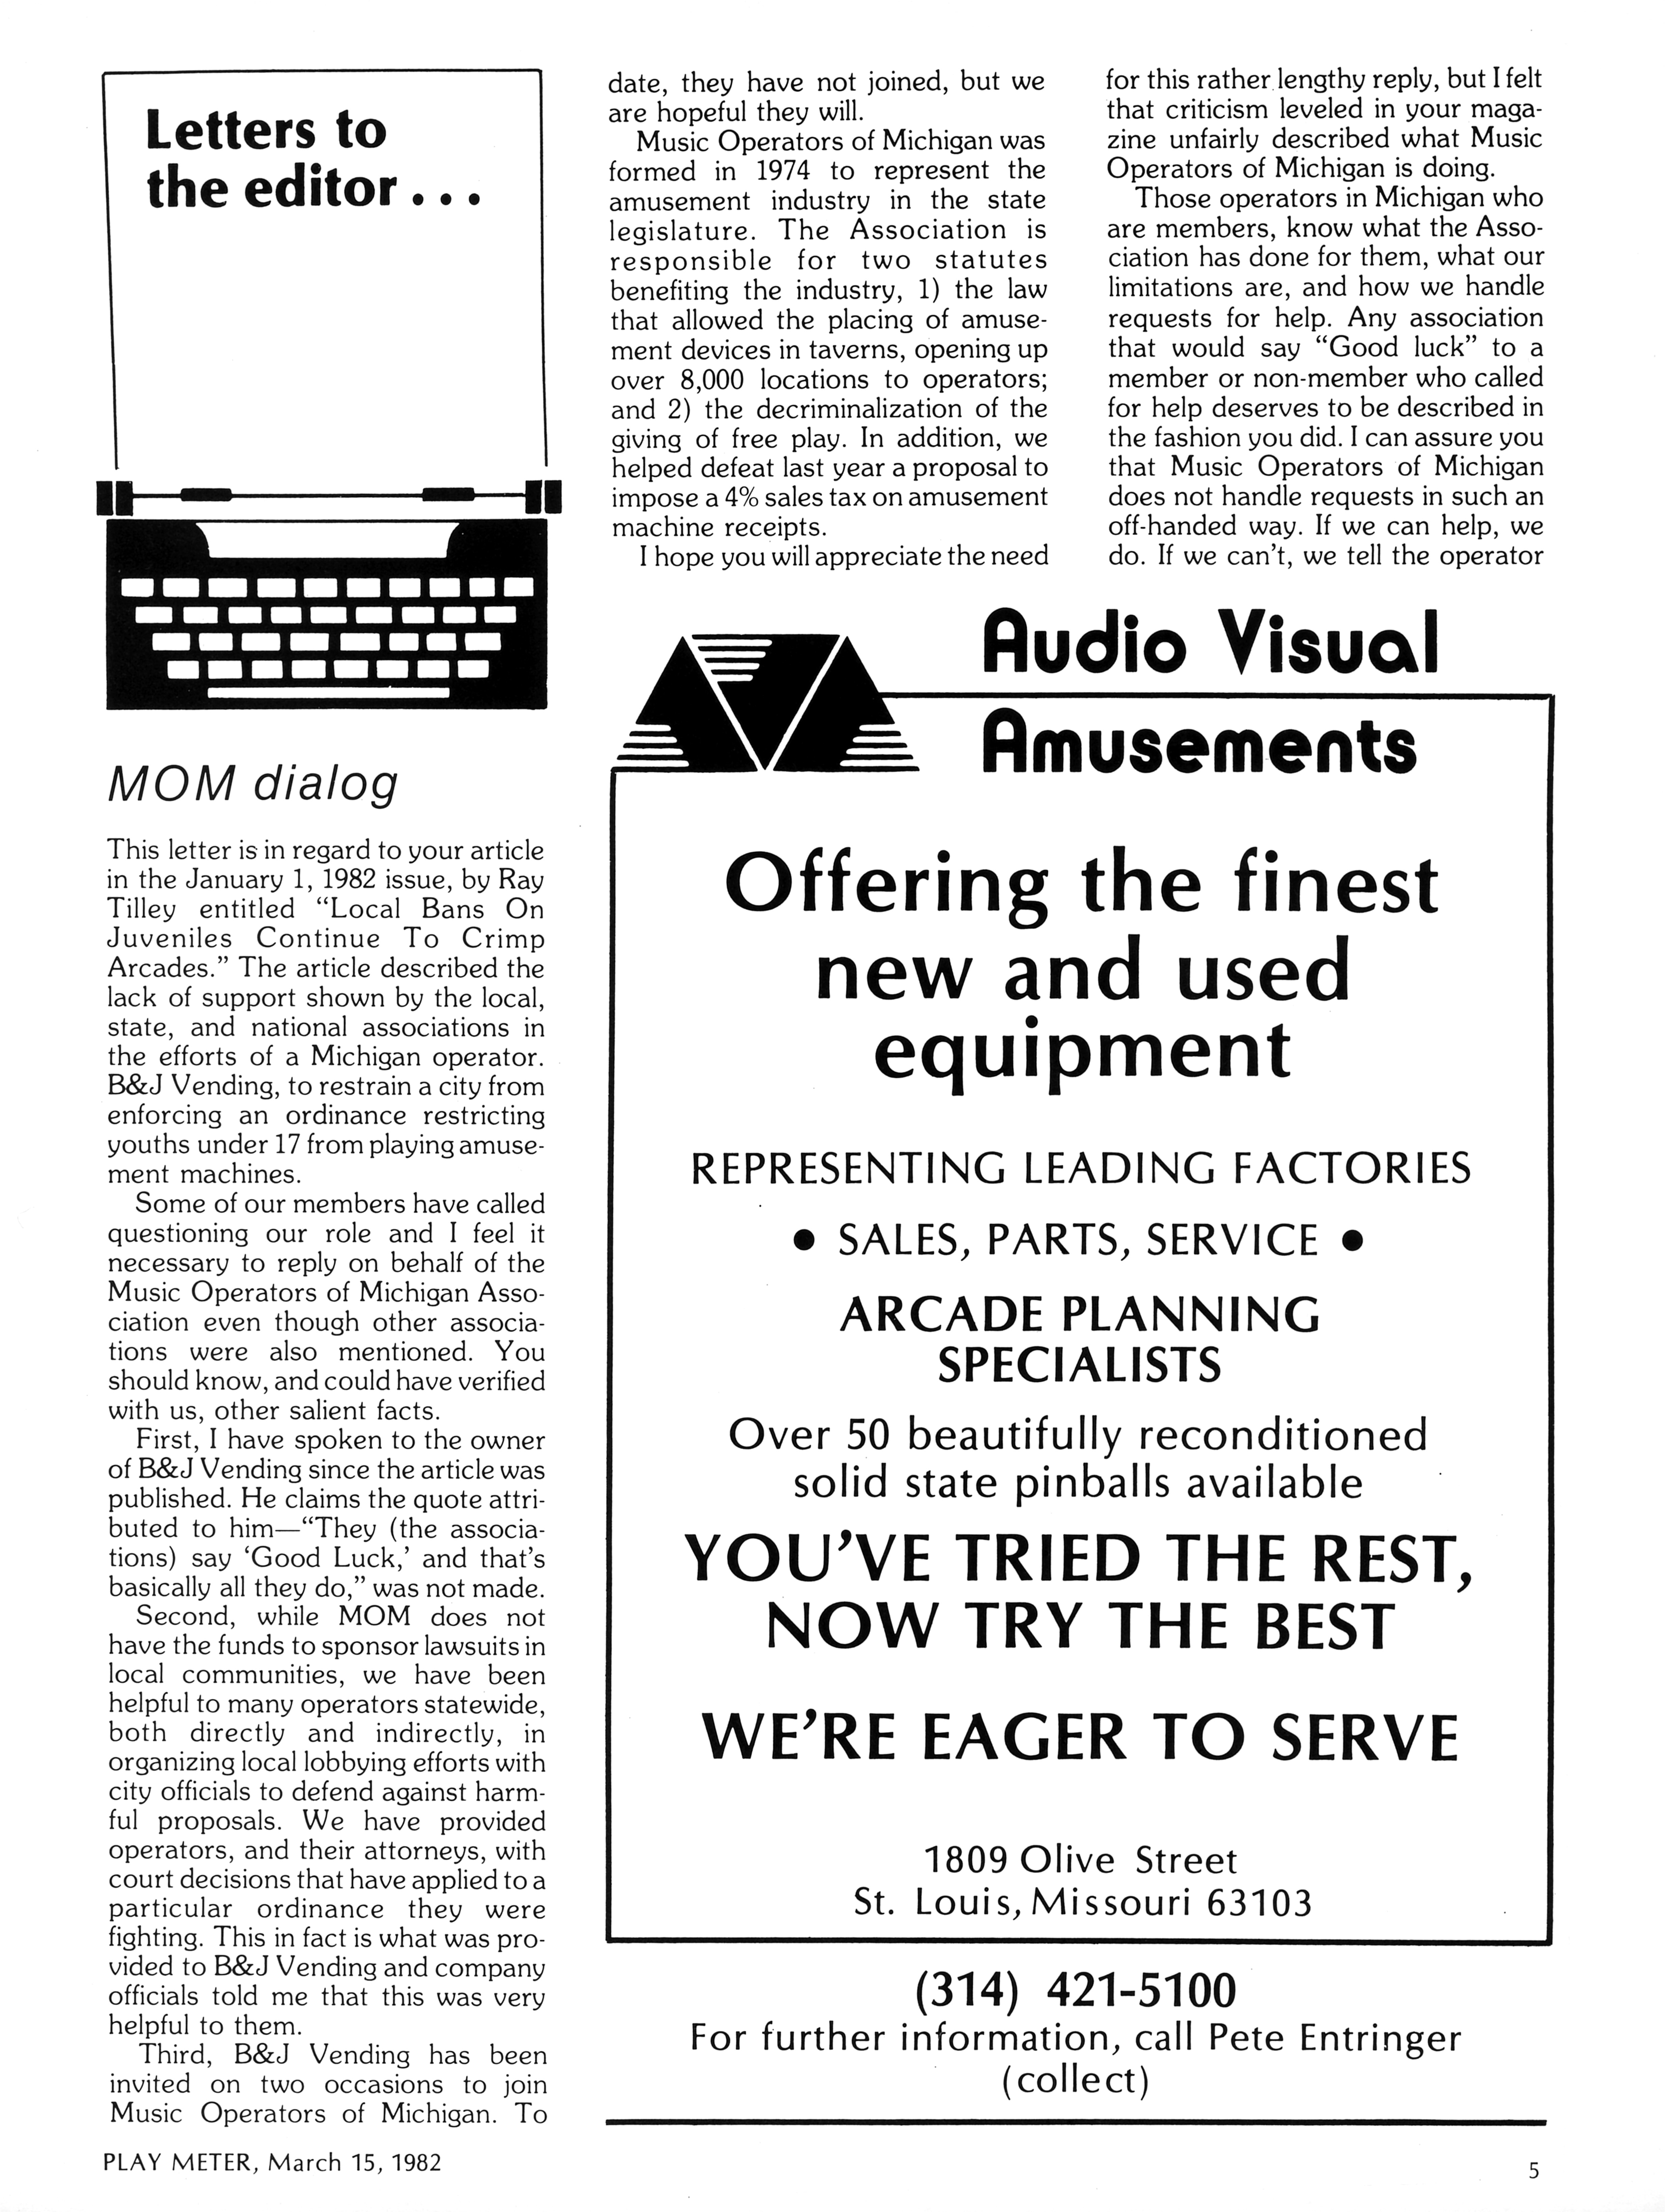 Letters to
the editor...
MOM dialog
This letter is in regard to your article
in the January 1, 1982 issue, by Ray
Tilley entitled “Local Bans On
Juveniles Continue To Crimp
Arcades.” The article described the
lack of support shown by the local,
state, and national associations in
the efforts of a Michigan operator.
B&J Vending, to restrain a city from
enforcing an ordinance restricting
youths under 17 from playing amuse-
ment machines.
Some of our members have called
questioning our role and I feel it
necessary to reply on behalf of the
Music Operators of Michigan Asso-
ciation even though other associa-
tions were also mentioned. You
should know, and could have verified
with us, other salient facts.
First, I have spoken to the owner
of B&J Vending since the article was
published. He claims the quote attri-
buted to him—“They (the associa-
tions) say ‘Good Luck,’ and that’s
basically all they do,” was not made.
Second, while MOM does not
have the funds to sponsor lawsuits in
local communities, we have been
helpful to many operators statewide,
both directly and indirectly, in
organizing local lobbying efforts with
city officials to defend against harm-
ful proposals. We have provided
operators, and their attorneys, with
court decisions that have applied to a
particular ordinance they were
fighting. This in fact is what was pro-
vided to B&J Vending and company
officials told me that this was very
helpful to them.
Third, B&J Vending has been
invited on two occasions to join
Music Operators of Michigan. To
date, they have not joined, but we
are hopeful they will.
Music Operators of Michigan was
formed in 1974 to represent the
amusement industry in the state
legislature. The Association is
responsible for two statutes
benefiting the industry, 1) the law
that allowed the placing of amuse-
ment devices in taverns, opening up
over 8,000 locations to operators;
and 2) the decriminalization of the
giving of free play. In addition, we
helped defeat last year a proposal to
impose a 4% sales tax on amusement
machine receipts.
I hope you will appreciate the need
for this rather lengthy reply, but I felt
that criticism leveled in your maga-
zine unfairly described what Music
Operators of Michigan is doing.
Those operators in Michigan who
are members, know what the Asso-
ciation has done for them, what our
limitations are, and how we handle
requests for help. Any association
that would say “Good luck” to a
member or non-member who called
for help deserves to be described in
the fashion you did. I can assure you
that Music Operators of Michigan
does not handle requests in such an
off-handed way. If we can help, we
do. If we can’t, we tell the operator
Audio Visual
Amusements
Offering the finest
new and used
equipment
REPRESENTING LEADING FACTORIES
• SALES, PARTS, SERVICE •
ARCADE PLANNING
SPECIALISTS
Over 50 beautifully reconditioned
solid state pinballs available
YOU’VE TRIED THE REST,
NOW TRY THE BEST
WE’RE EAGER TO SERVE
1809 Olive Street
St. Louis, Missouri 63103
(314) 421-5100
For further information, call Pete Entringer
(collect)
PLAY METER, March 15, 1982
5